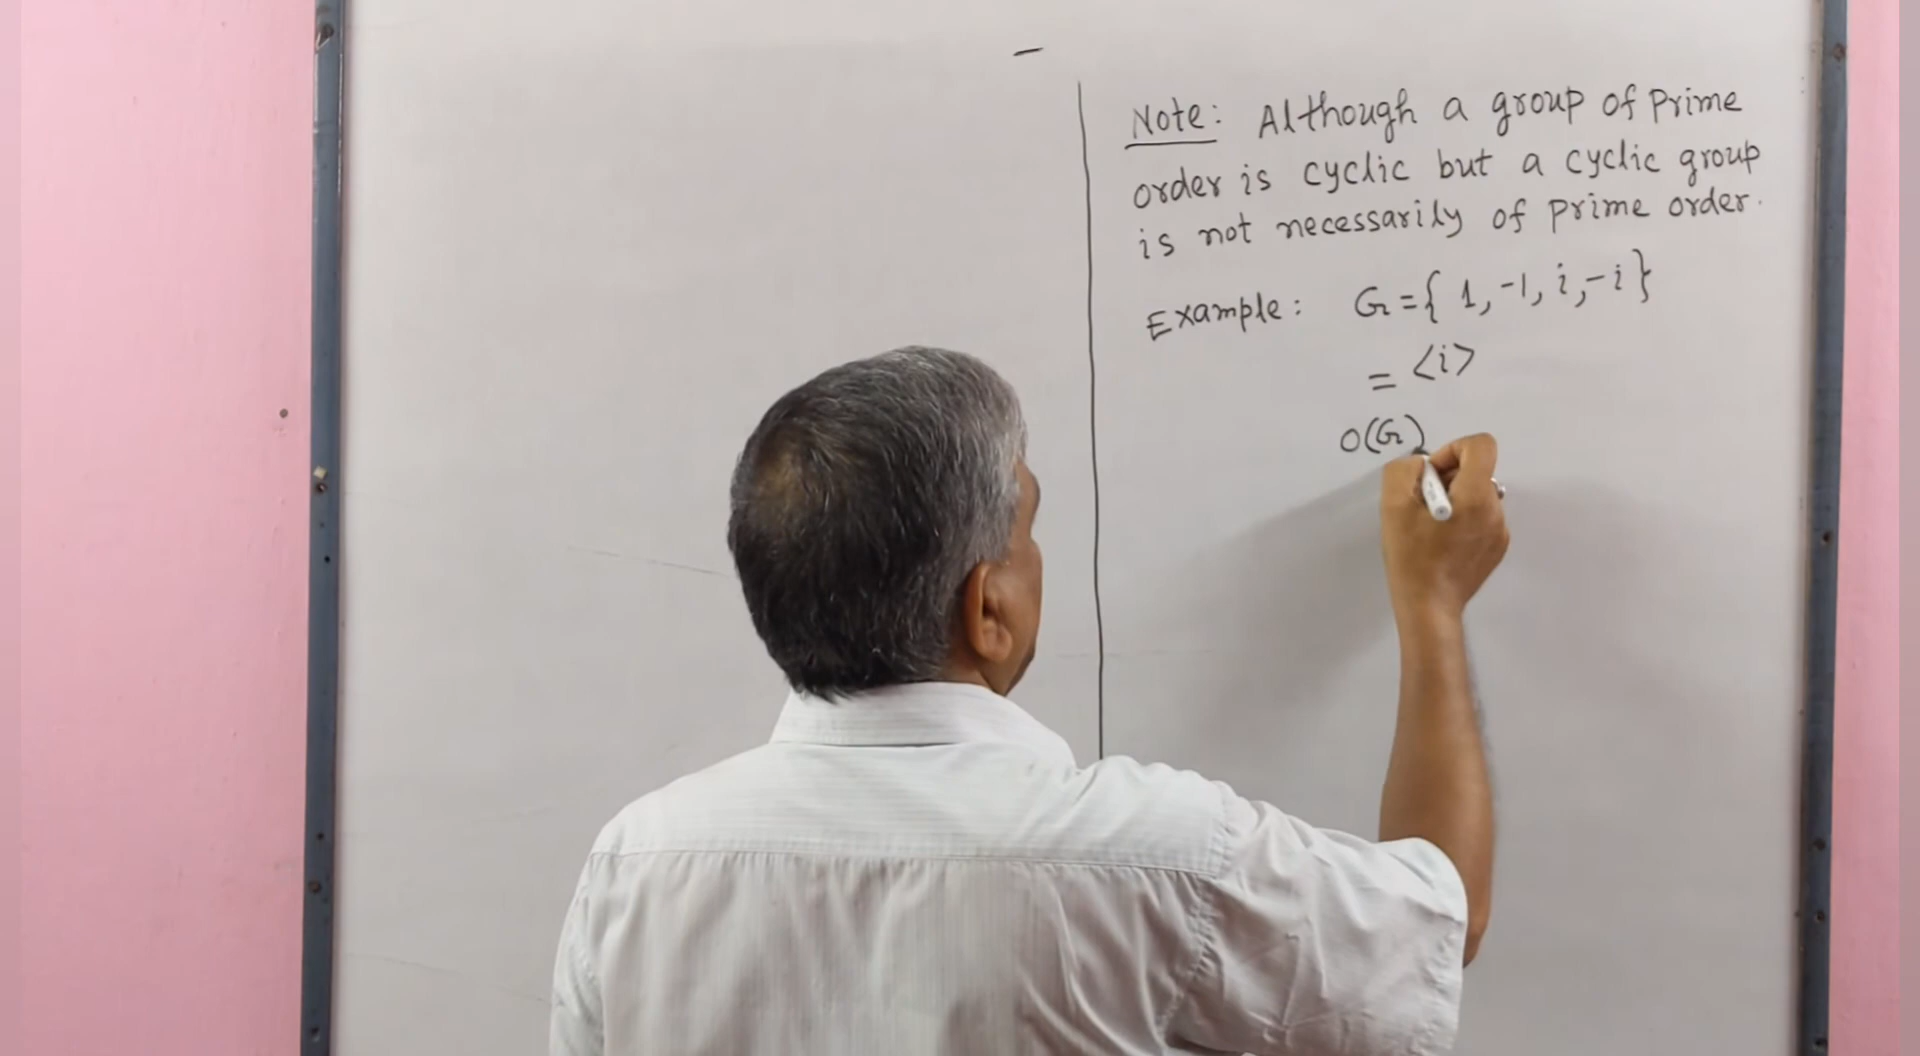 Note: Although a group of prime
order is cyclic but a cyclic group
is not necessarily of prime order.
Example: G = { 1, -1, i, -i }
= <i>
O(G)